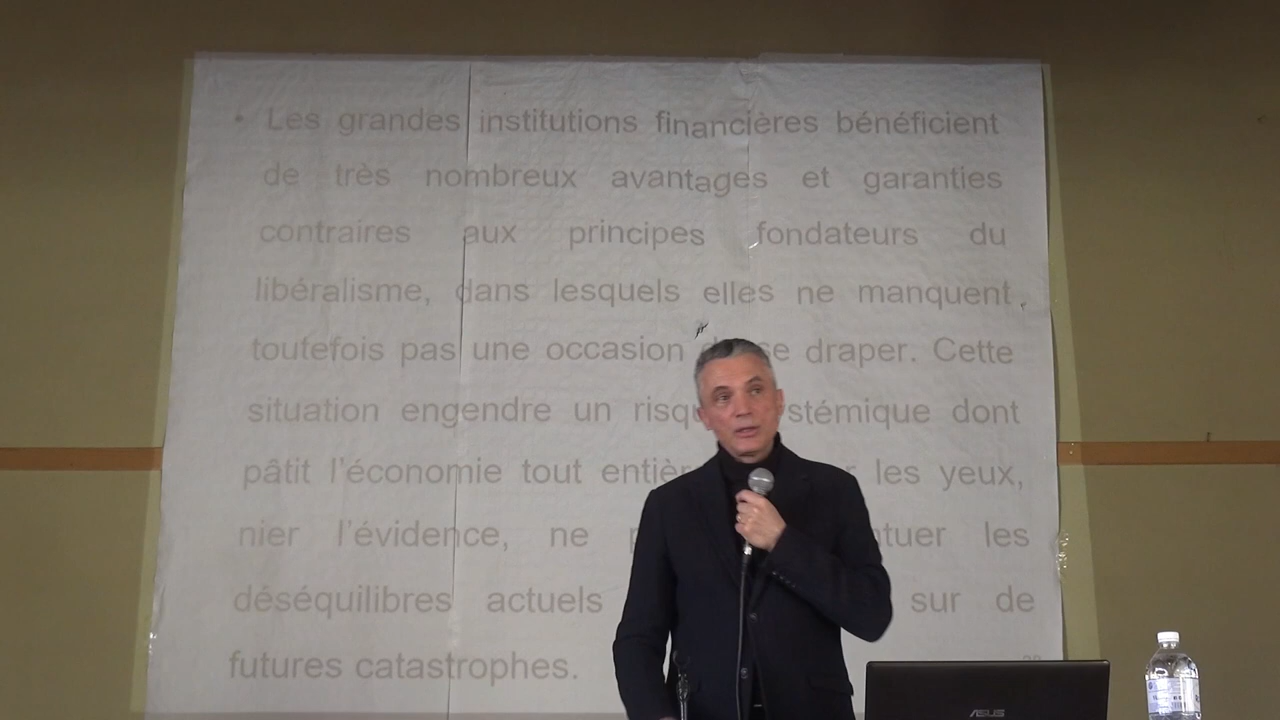 • Les grandes institutions financières bénéficient
de très nombreux avantages et garanties
contraires aux principes fondateurs du
libéralisme, dans lesquels elles ne manquent
toutefois pas une occasion se draper. Cette
situation engendre un dont
pâtit l'économie tout les yeux,
nier l'évidence, ne les
déséquilibres actuels sur de
futures catastrophes.
ASUS